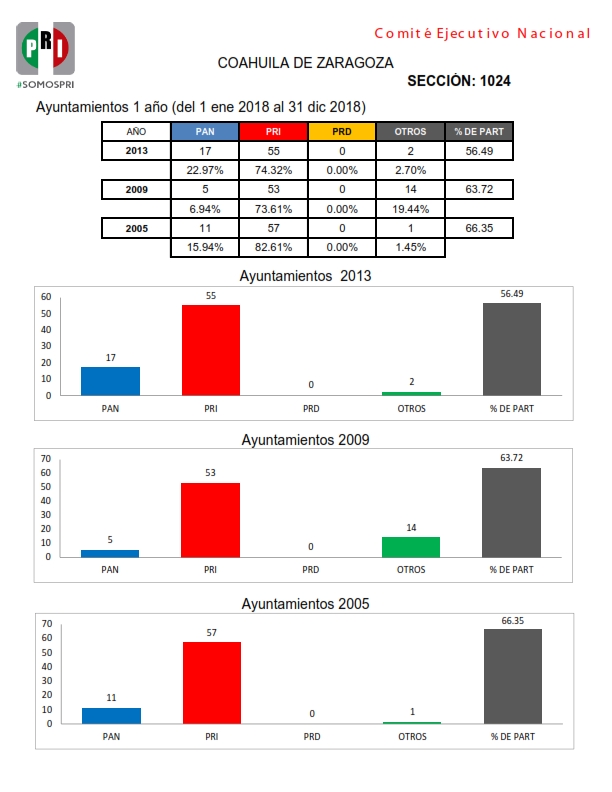 PRI
#SOMOSPRI
Comité Ejecutivo Nacional
COAHUILA DE ZARAGOZA
SECCIÓN: 1024
Ayuntamientos 1 año (del 1 ene 2018 al 31 dic 2018)
AÑO PAN PRI PRD OTROS % DE PART
2013 17 55 0 2 56.49
22.97% 74.32% 0.00% 2.70%
2009 5 53 0 14 63.72
6.94% 73.61% 0.00% 19.44%
2005 11 57 0 1 66.35
15.94% 82.61% 0.00% 1.45%
Ayuntamientos 2013
60
50
40
30
20
10
0
17 55 0 2 56.49
PAN PRI PRD OTROS % DE PART
Ayuntamientos 2009
70
60
50
40
30
20
10
0
5 53 0 14 63.72
PAN PRI PRD OTROS % DE PART
Ayuntamientos 2005
70
60
50
40
30
20
10
0
11 57 0 1 66.35
PAN PRI PRD OTROS % DE PART